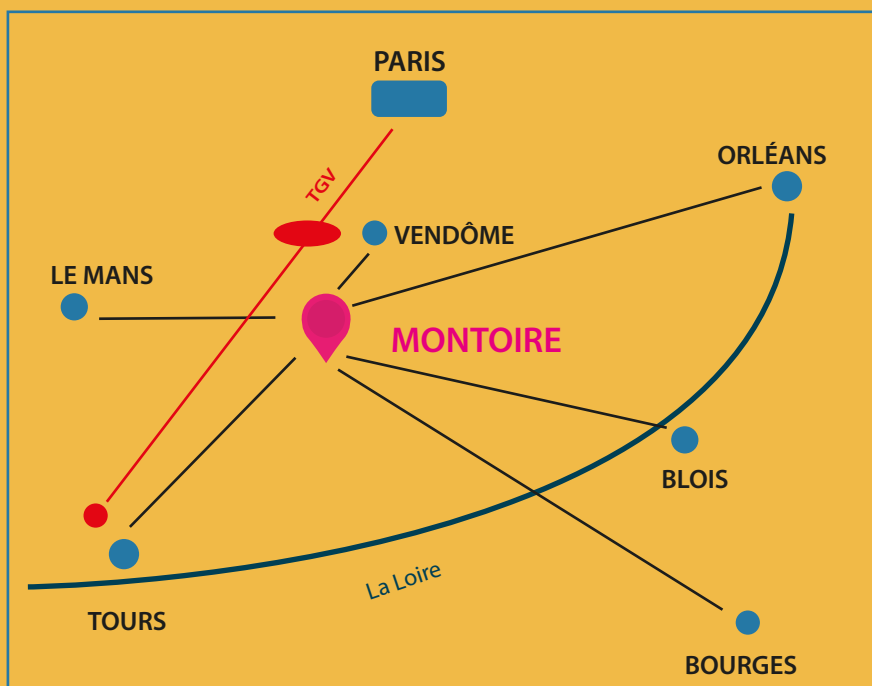 PARIS
ORLÉANS
TGV
VENDÔME
LE MANS
MONTOIRE
BLOIS
La Loire
TOURS
BOURGES